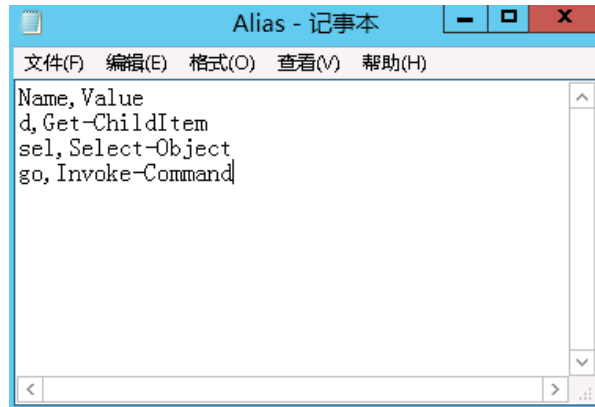 Alias - 记事本
文件(F) 编辑(E) 格式(O) 查看(V) 帮助(H)
Name,Value
d,Get-ChildItem
sel,Select-Object
go,Invoke-Command